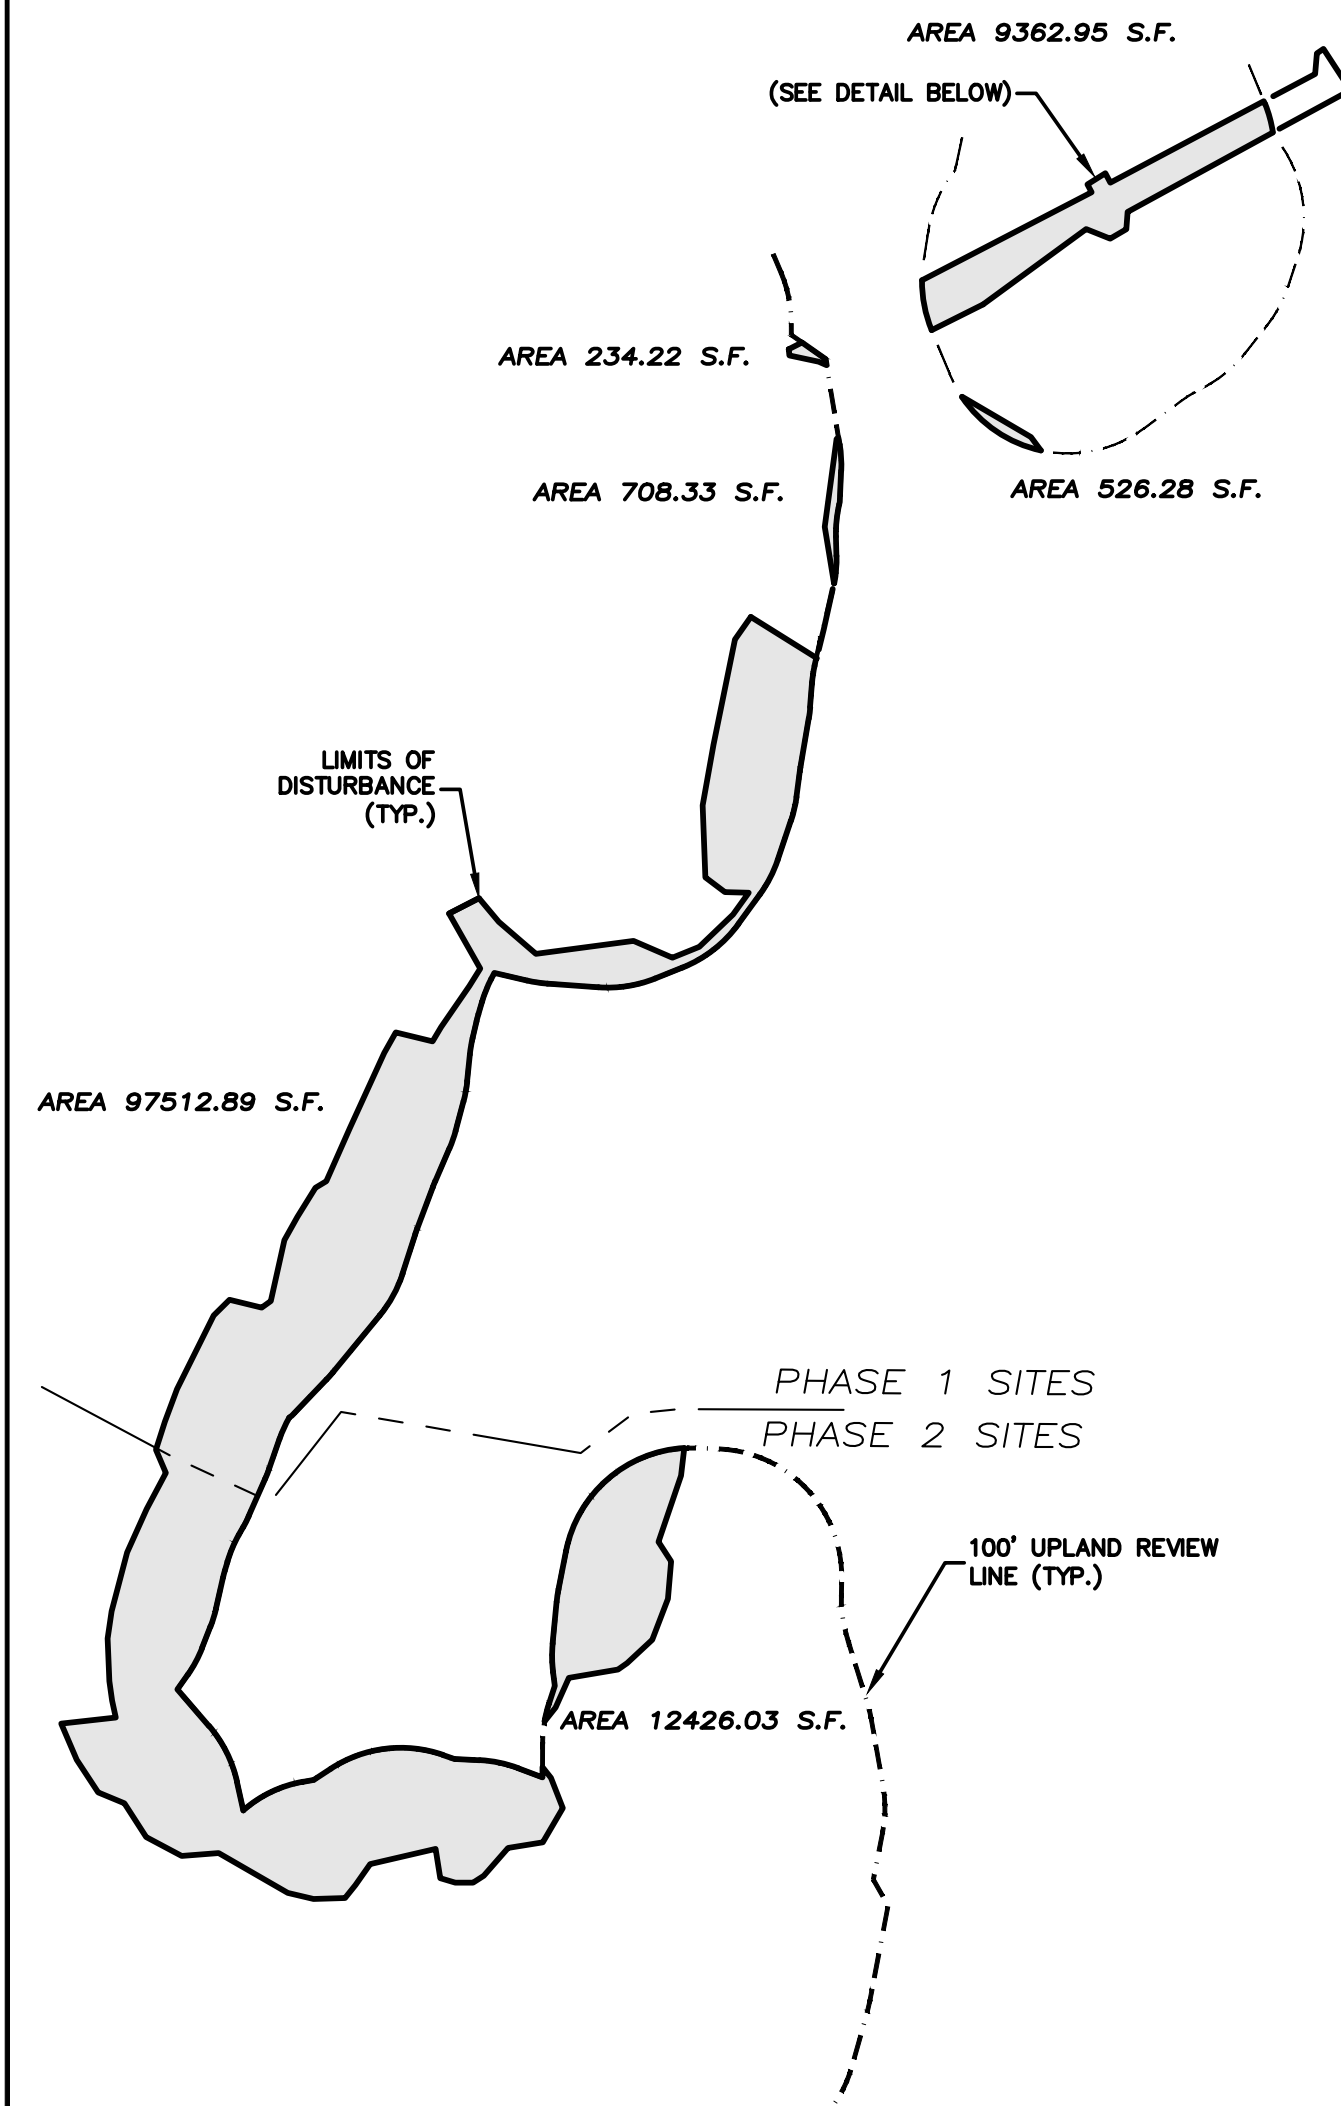 AREA 9362.95 S.F.
(SEE DETAIL BELOW)
AREA 234.22 S.F.
AREA 708.33 S.F.
AREA 526.28 S.F.
LIMITS OF
DISTURBANCE
(TYP.)
AREA 97512.89 S.F.
PHASE 1 SITES
PHASE 2 SITES
100' UPLAND REVIEW
LINE (TYP.)
AREA 12426.03 S.F.